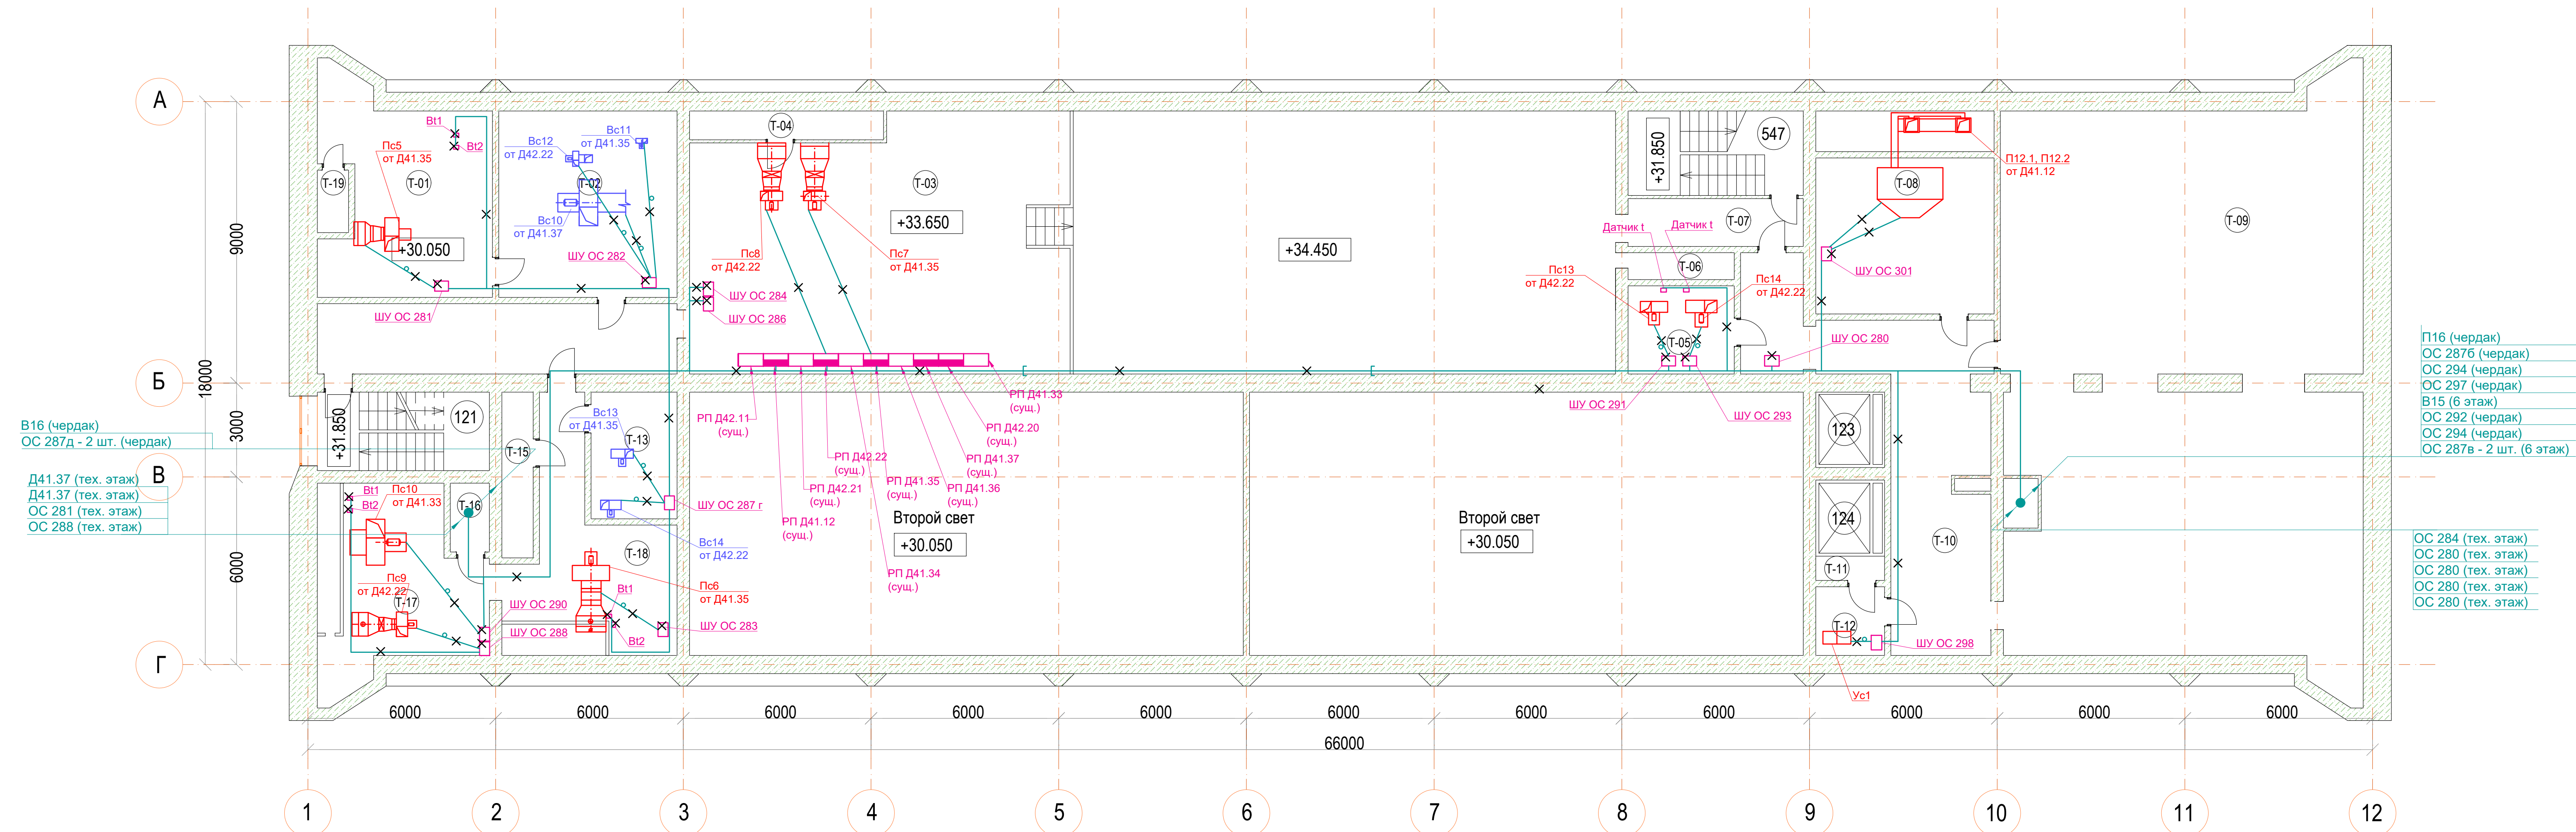 А
Б
В
Г
18000
9000
3000
6000
Т-19
Т-01
Пс5
от Д41.35
Bt1
Bt2
+30.050
ШУ ОС 281
Вс12
от Д42.22
Вс11
от Д41.35
Т-02
Вс10
от Д41.37
ШУ ОС 282
Т-04
Т-03
+33.650
Пс8
от Д42.22
Пс7
от Д41.35
ШУ ОС 284
ШУ ОС 286
+34.450
+31.850
547
Т-07
Датчик t
Датчик t
Т-06
Пс13
от Д42.22
Пс14
от Д42.22
Т-05
ШУ ОС 280
ШУ ОС 291
ШУ ОС 293
Т-08
П12.1, П12.2
от Д41.12
ШУ ОС 301
Т-09
П16 (чердак)
ОС 287б (чердак)
ОС 294 (чердак)
ОС 297 (чердак)
В15 (6 этаж)
ОС 292 (чердак)
ОС 294 (чердак)
ОС 287в - 2 шт. (6 этаж)
ОС 284 (тех. этаж)
ОС 280 (тех. этаж)
ОС 280 (тех. этаж)
ОС 280 (тех. этаж)
ОС 280 (тех. этаж)
В16 (чердак)
ОС 287д - 2 шт. (чердак)
Д41.37 (тех. этаж)
Д41.37 (тех. этаж)
ОС 281 (тех. этаж)
ОС 288 (тех. этаж)
+31.850
121
Т-15
Т-16
Вс13
от Д41.35
Т-13
ШУ ОС 287 г
Вс14
от Д42.22
Т-18
Bt1
Bt2
Пс10
от Д41.33
Пс9
от Д42.22
Т-17
ШУ ОС 290
ШУ ОС 288
Пс6
от Д41.35
Bt1
Bt2
ШУ ОС 283
РП Д42.11
(сущ.)
РП Д41.12
(сущ.)
РП Д42.21
(сущ.)
РП Д42.22
(сущ.)
РП Д41.34
(сущ.)
РП Д41.35
(сущ.)
РП Д41.36
(сущ.)
РП Д41.37
(сущ.)
РП Д42.20
(сущ.)
РП Д41.33
(сущ.)
Второй свет
+30.050
Второй свет
+30.050
123
124
Т-10
Т-11
Т-12
ШУ ОС 298
Ус1
6000
6000
6000
6000
6000
6000
6000
6000
6000
6000
6000
66000
1
2
3
4
5
6
7
8
9
10
11
12